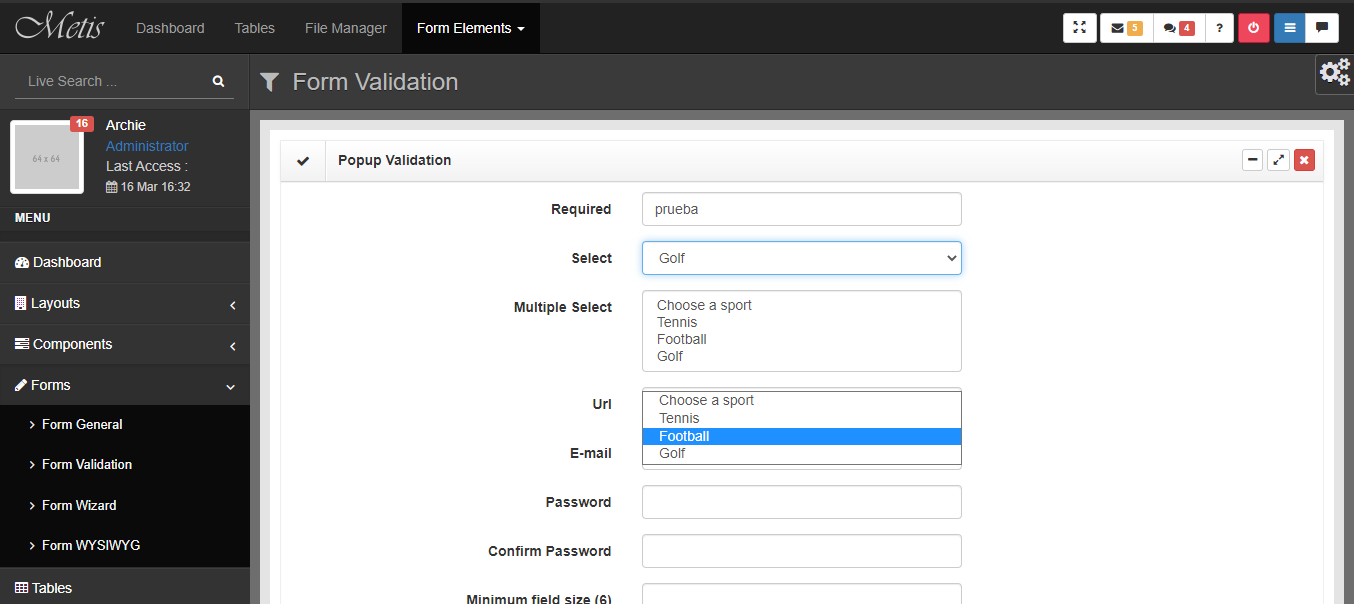 Metis Dashboard Tables File Manager Form Elements 5 4 ?
Live Search ...
Form Validation
16
64 x 64
Archie
Administrator
Last Access :
16 Mar 16:32
MENU
Dashboard
Layouts
Components
Forms
Form General
Form Validation
Form Wizard
Form WYSIWYG
Tables
Popup Validation
Required prueba
Select Golf
Multiple Select
Choose a sport
Tennis
Football
Golf
Url
Choose a sport
Tennis
Football
Golf
E-mail
Password
Confirm Password
Minimum field size (6)